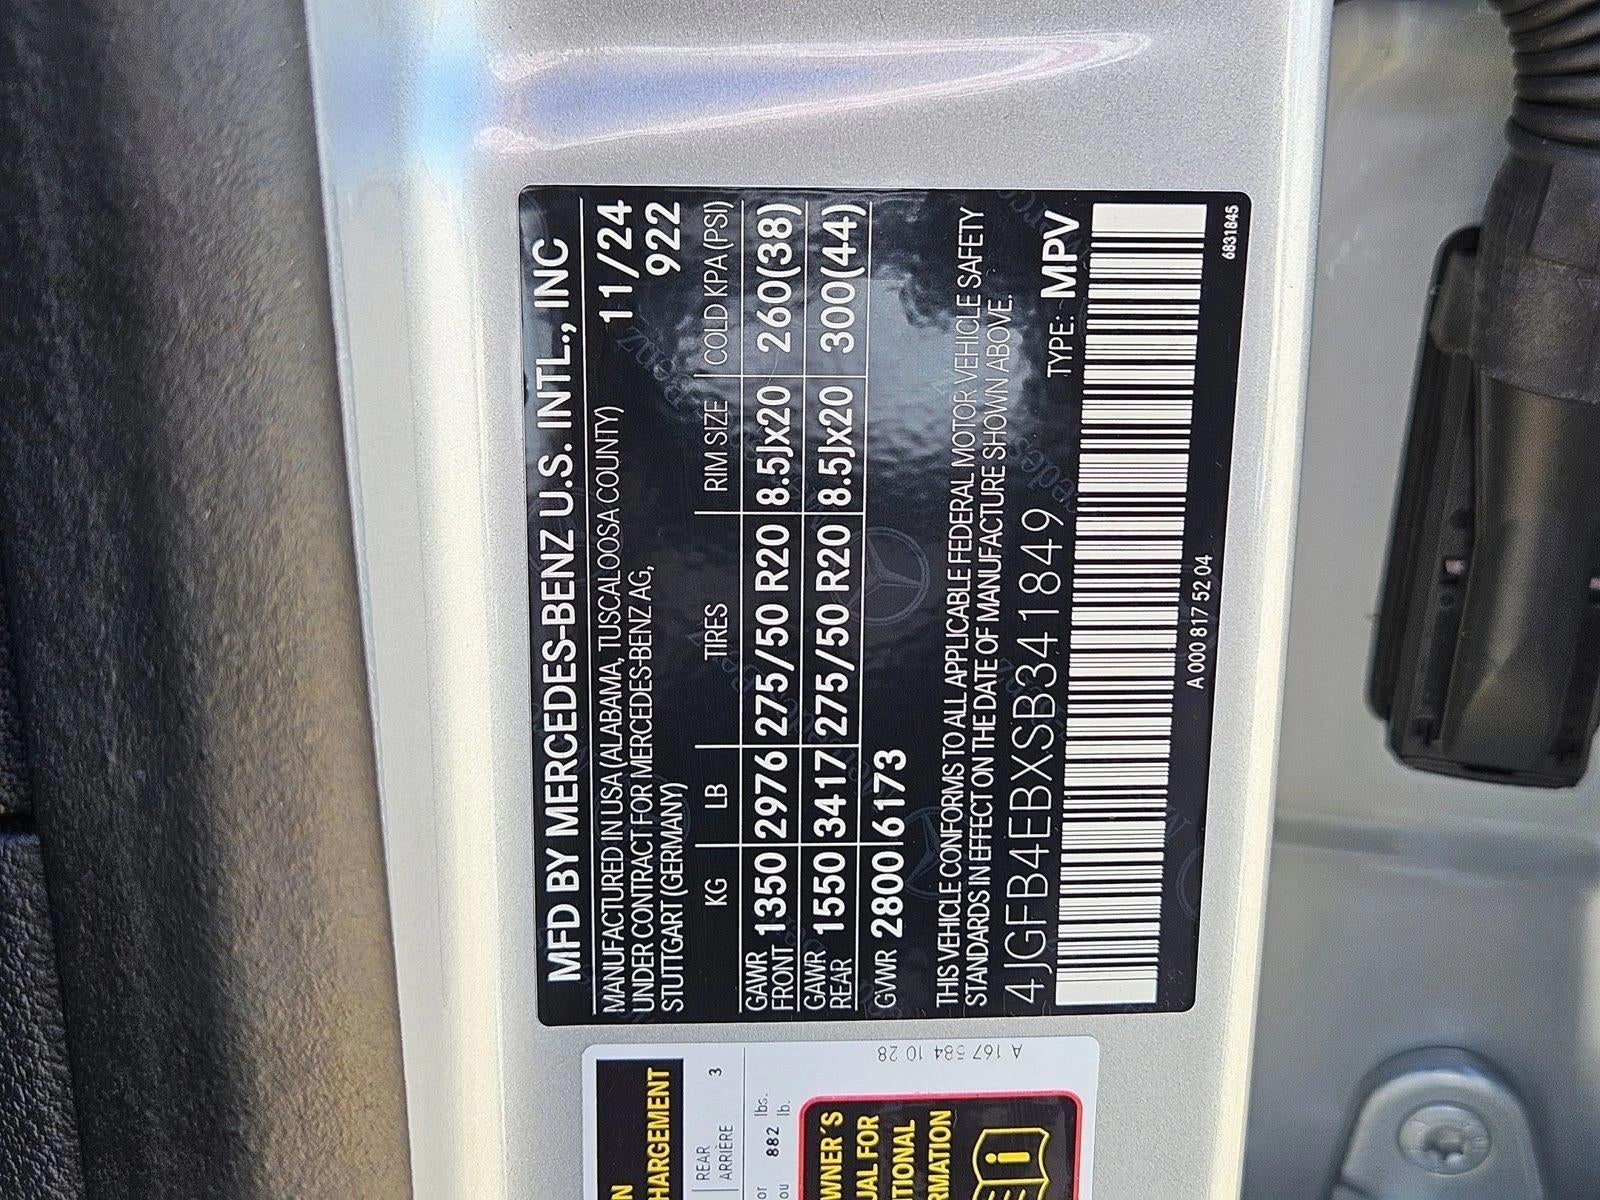 MFD BY MERCEDES-BENZ U.S. INTL., INC
MANUFACTURED IN USA (ALABAMA, TUSCALOOSA COUNTY) 11/24
UNDER CONTRACT FOR MERCEDES-BENZ AG, 922
STUTTGART (GERMANY)
KG LB TIRES RIM SIZE COLD KPA (PSI)
GAWR FRONT 1350 2976 275/50 R20 8.5Jx20 260(38)
GAWR REAR 1550 3417 275/50 R20 8.5Jx20 300(44)
GVWR 2800 6173
THIS VEHICLE CONFORMS TO ALL APPLICABLE FEDERAL MOTOR VEHICLE SAFETY
STANDARDS IN EFFECT ON THE DATE OF MANUFACTURE SHOWN ABOVE.
4JGFB4EBXSB341849 TYPE: MPV
A 000 817 52 04
6831845
HARGEMENT
REAR 3
ARRIÈRE
or 882 lbs.
ou lb.
A 167 584 10 28
WNER'S
UAL FOR
TIONAL
RMATION
i